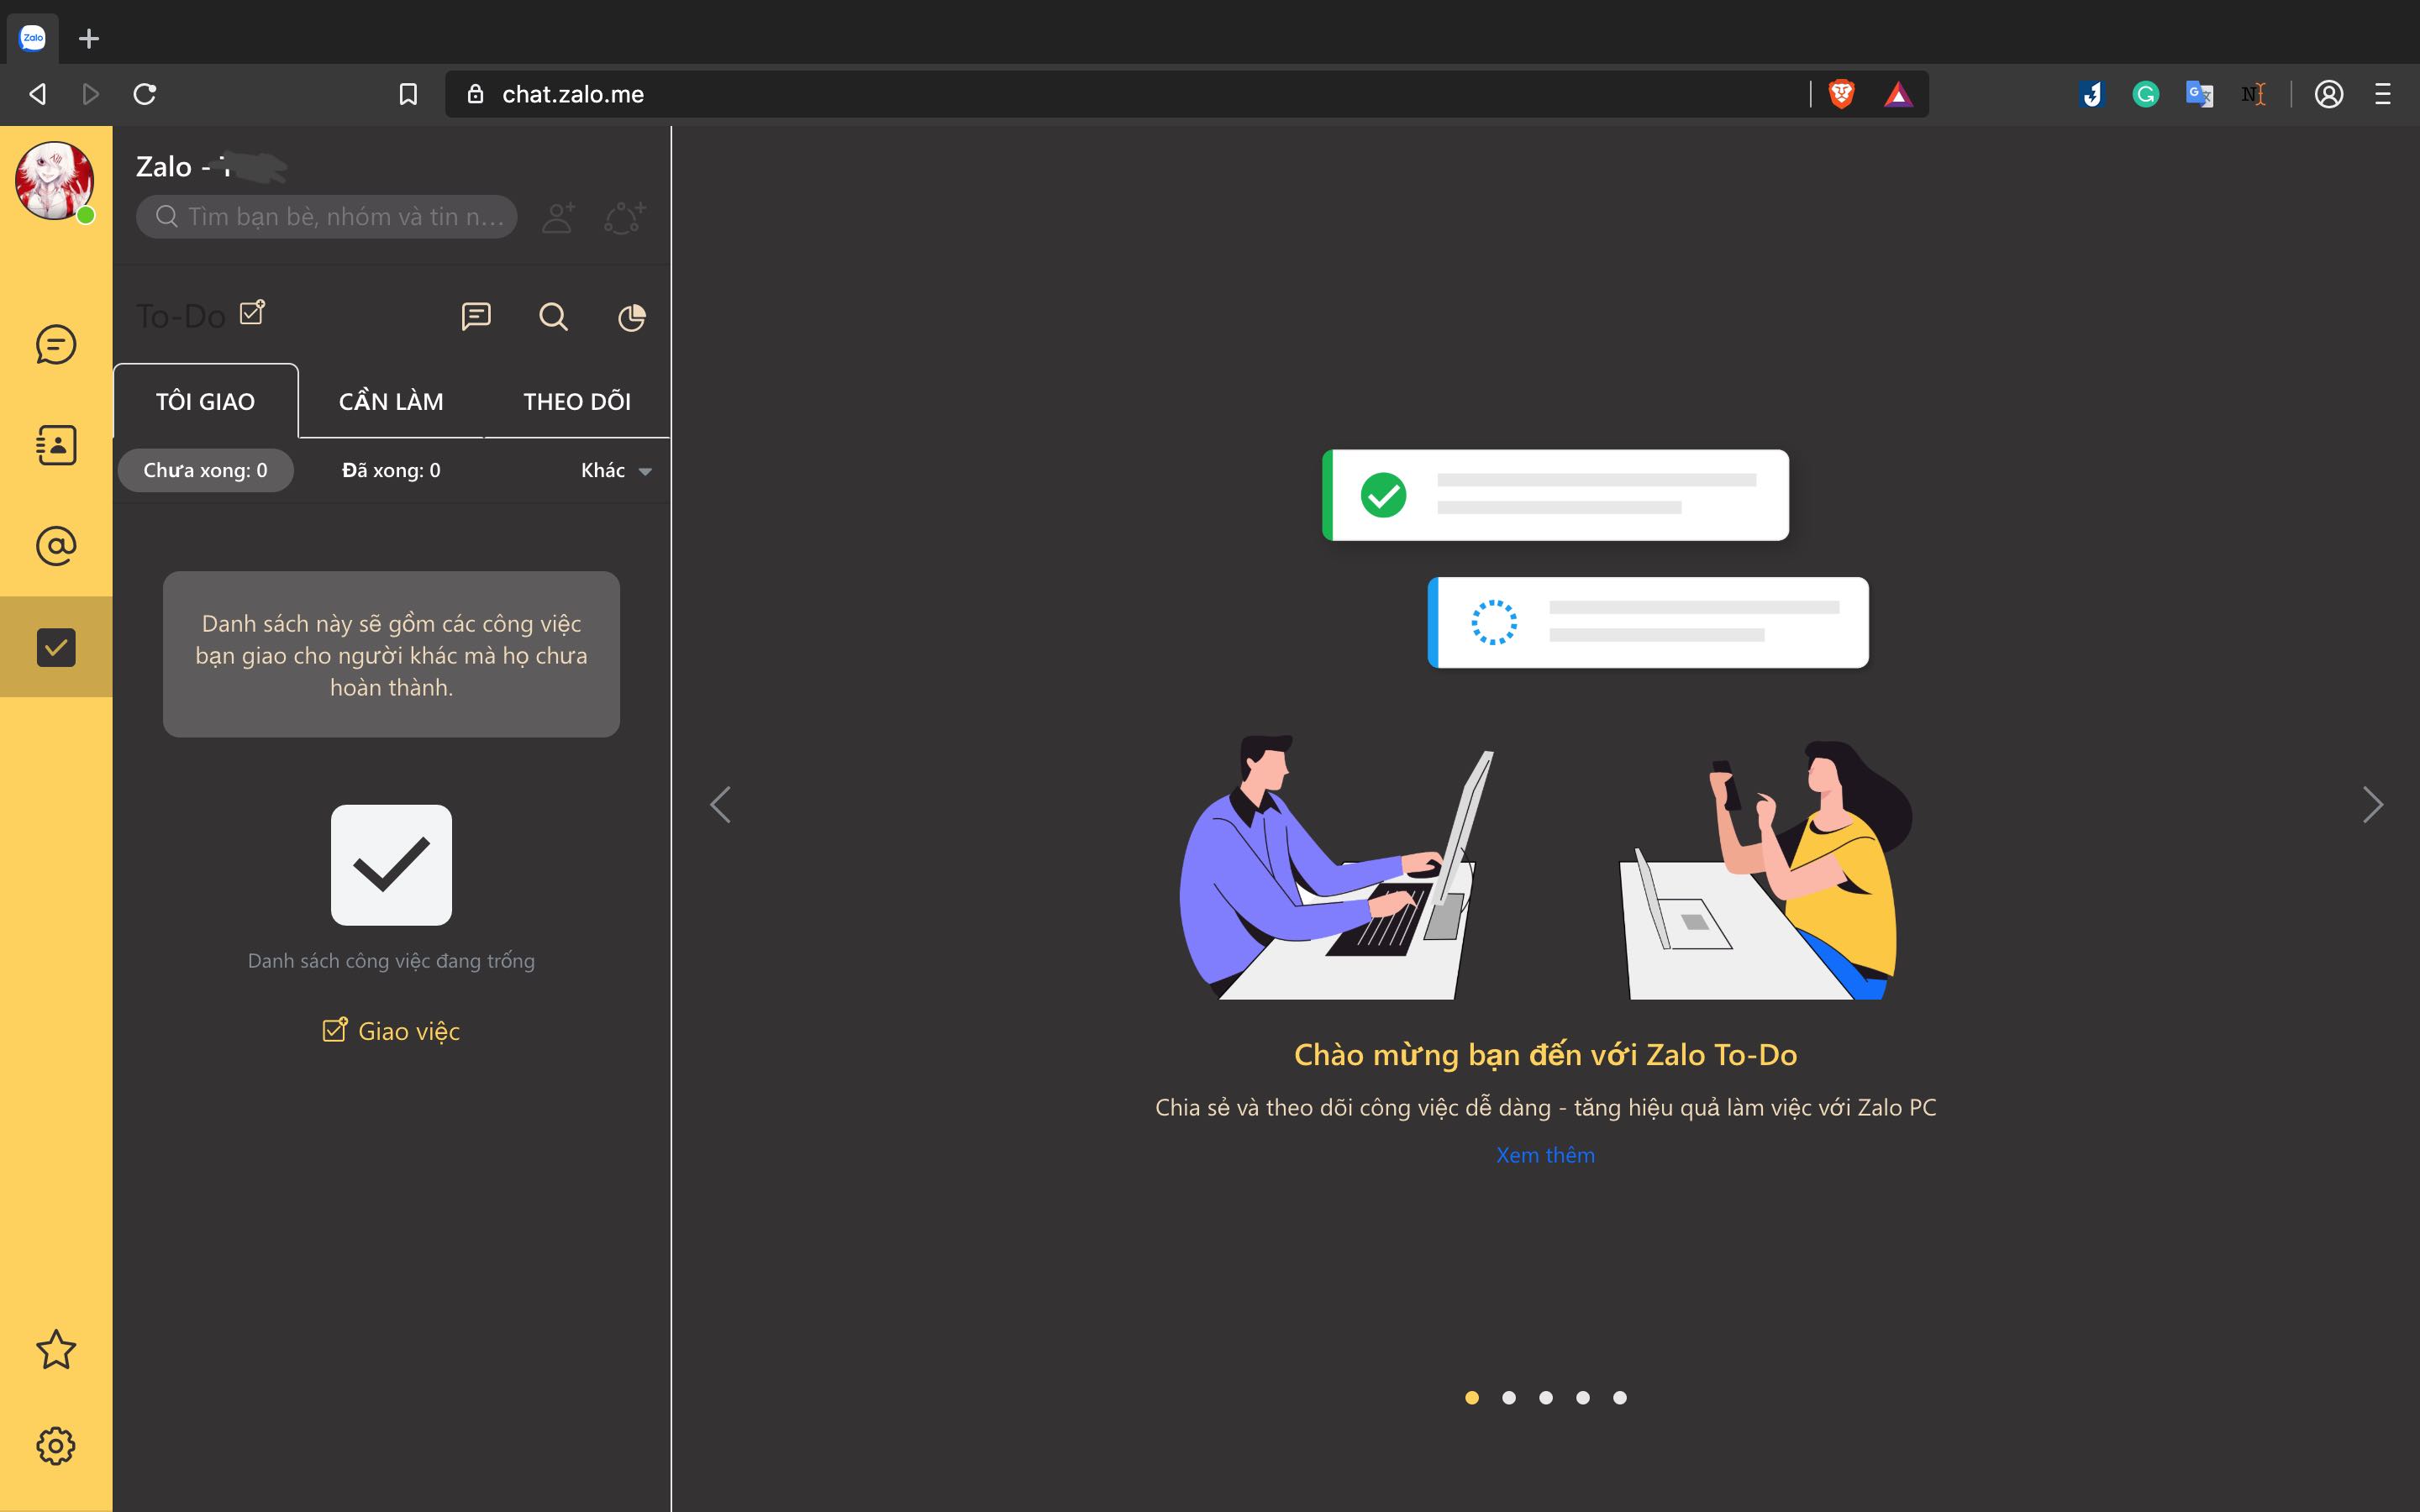 Zalo
chat.zalo.me
Zalo -
Tìm bạn bè, nhóm và tin n...
To-Do
TÔI GIAO
CẦN LÀM
THEO DÕI
Chưa xong: 0
Đã xong: 0
Khác
Danh sách này sẽ gồm các công việc
bạn giao cho người khác mà họ chưa
hoàn thành.
Danh sách công việc đang trống
Giao việc
Chào mừng bạn đến với Zalo To-Do
Chia sẻ và theo dõi công việc dễ dàng - tăng hiệu quả làm việc với Zalo PC
Xem thêm